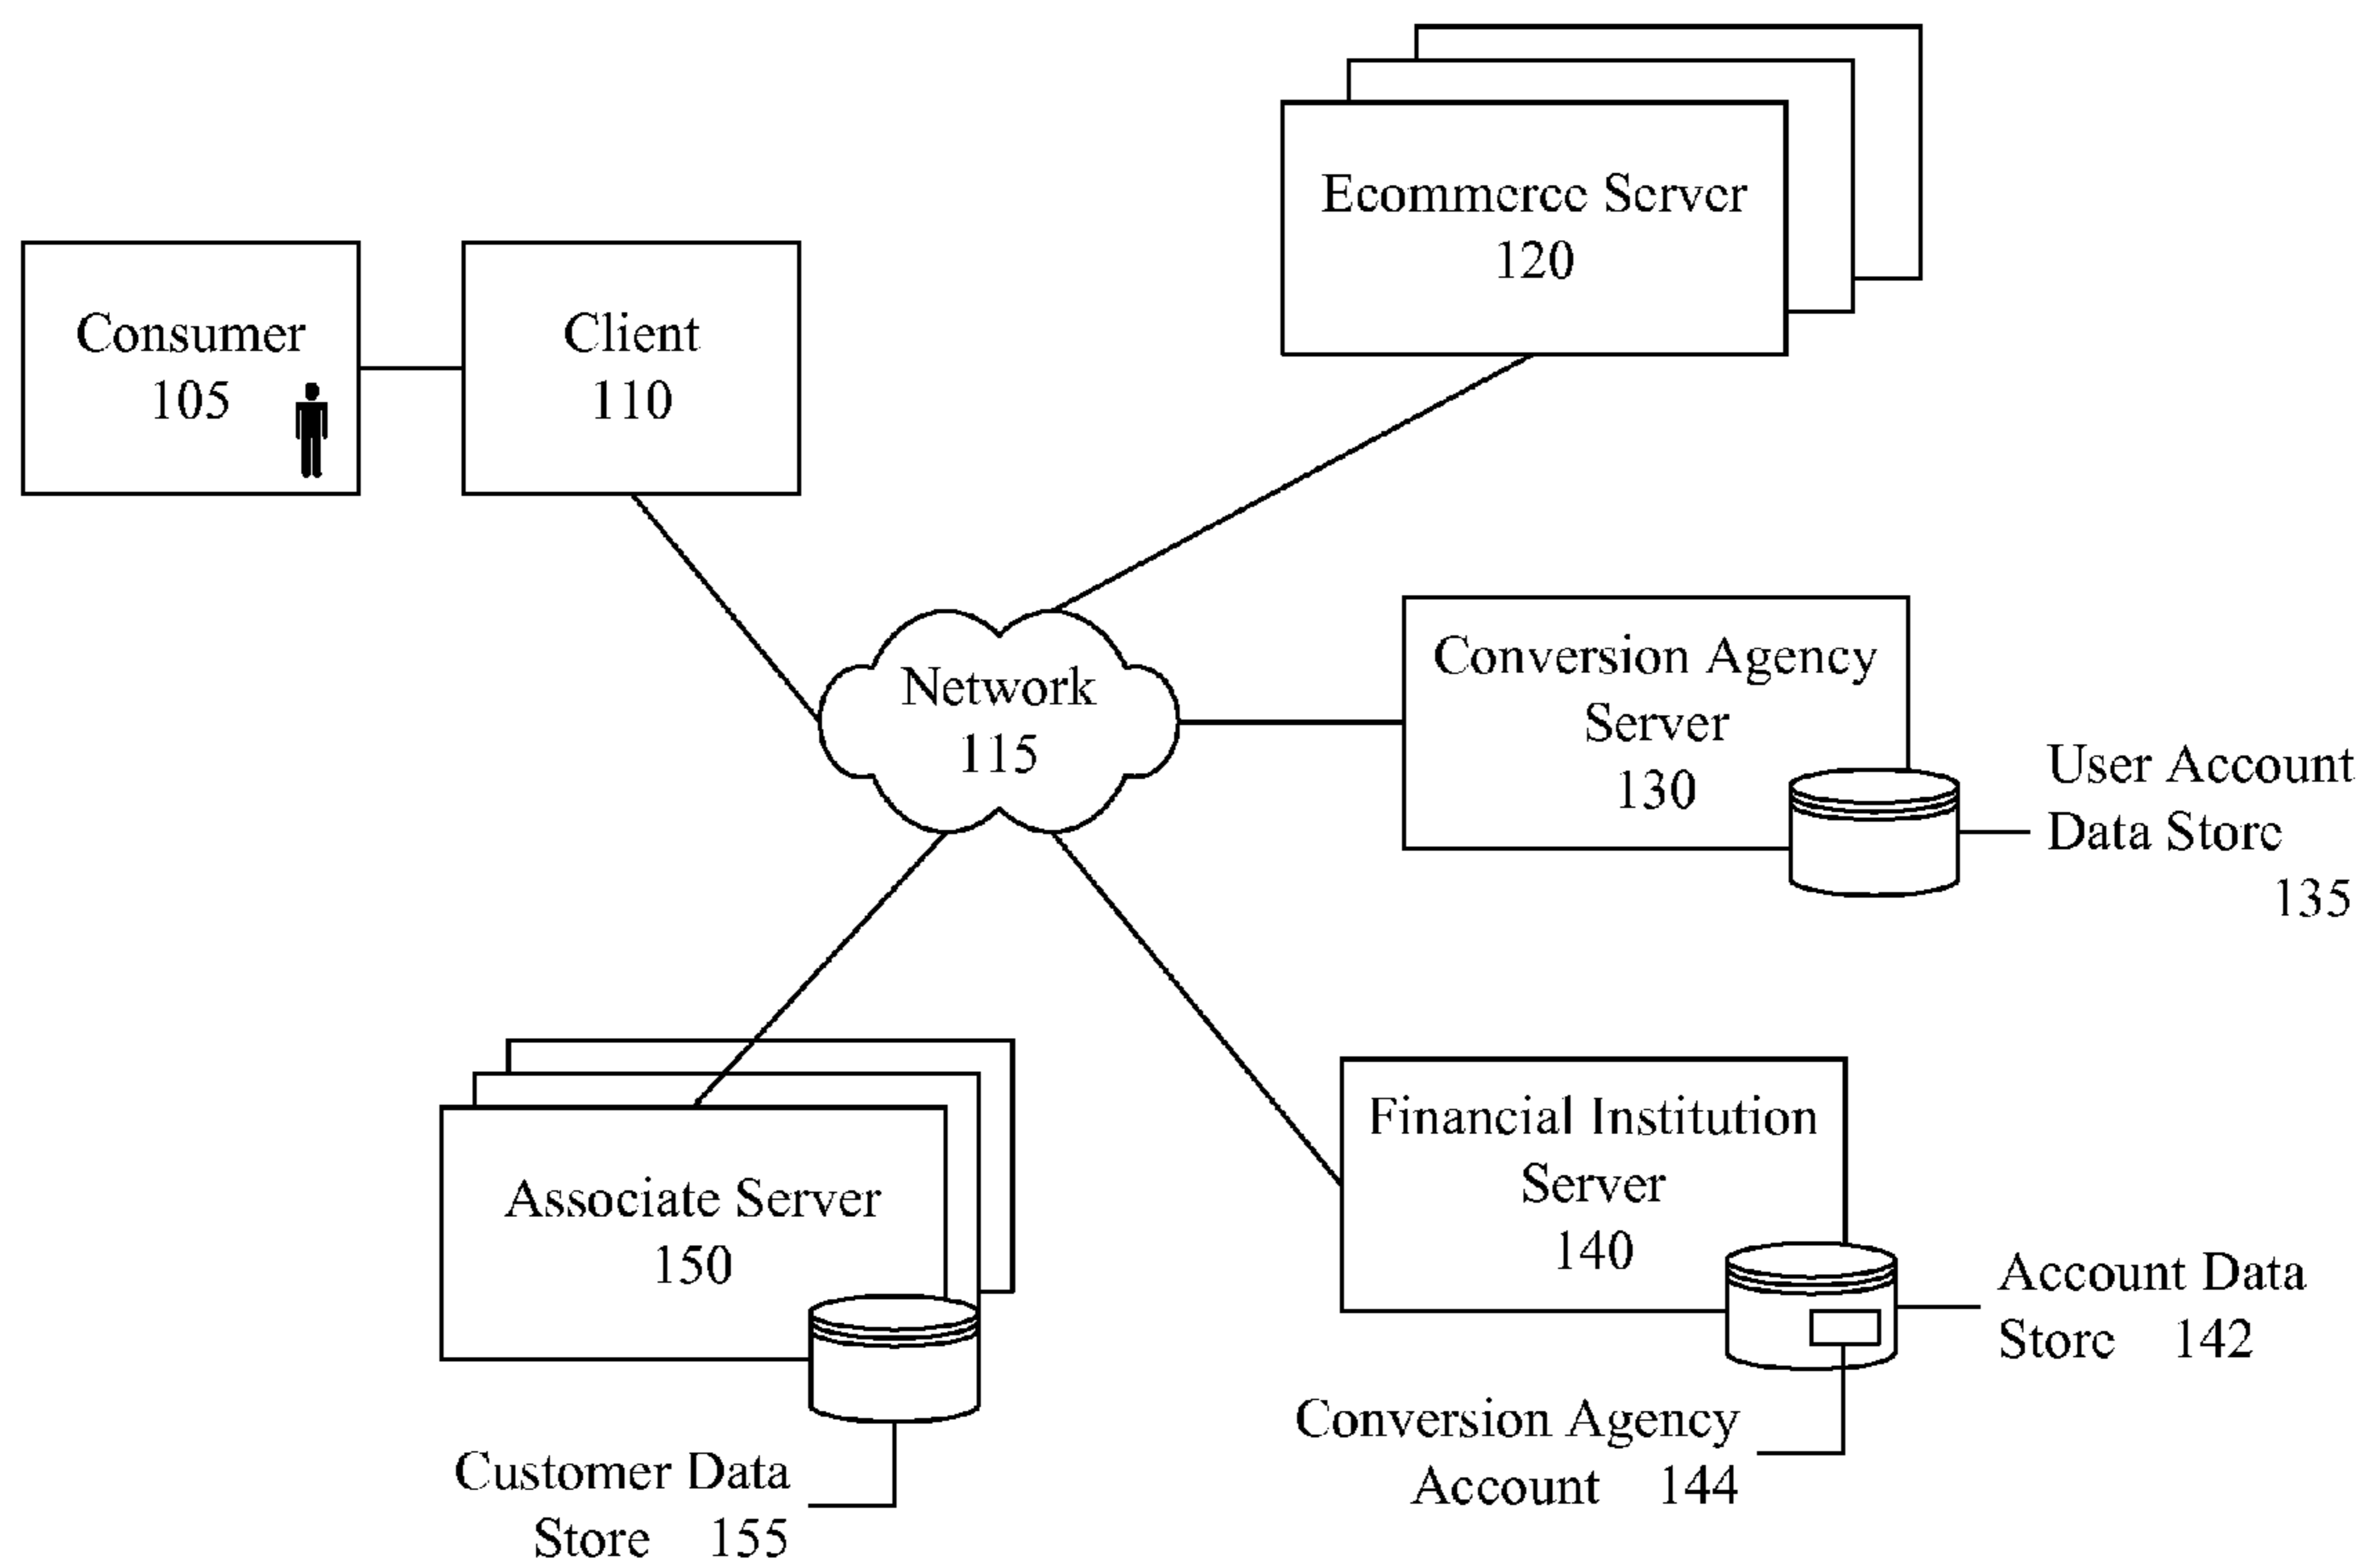 Ecommerce Server
120
Consumer
105
Client
110
Network
115
Conversion Agency
Server
130
User Account
Data Store
135
Associate Server
150
Financial Institution
Server
140
Account Data
Store 142
Conversion Agency
Account 144
Customer Data
Store 155